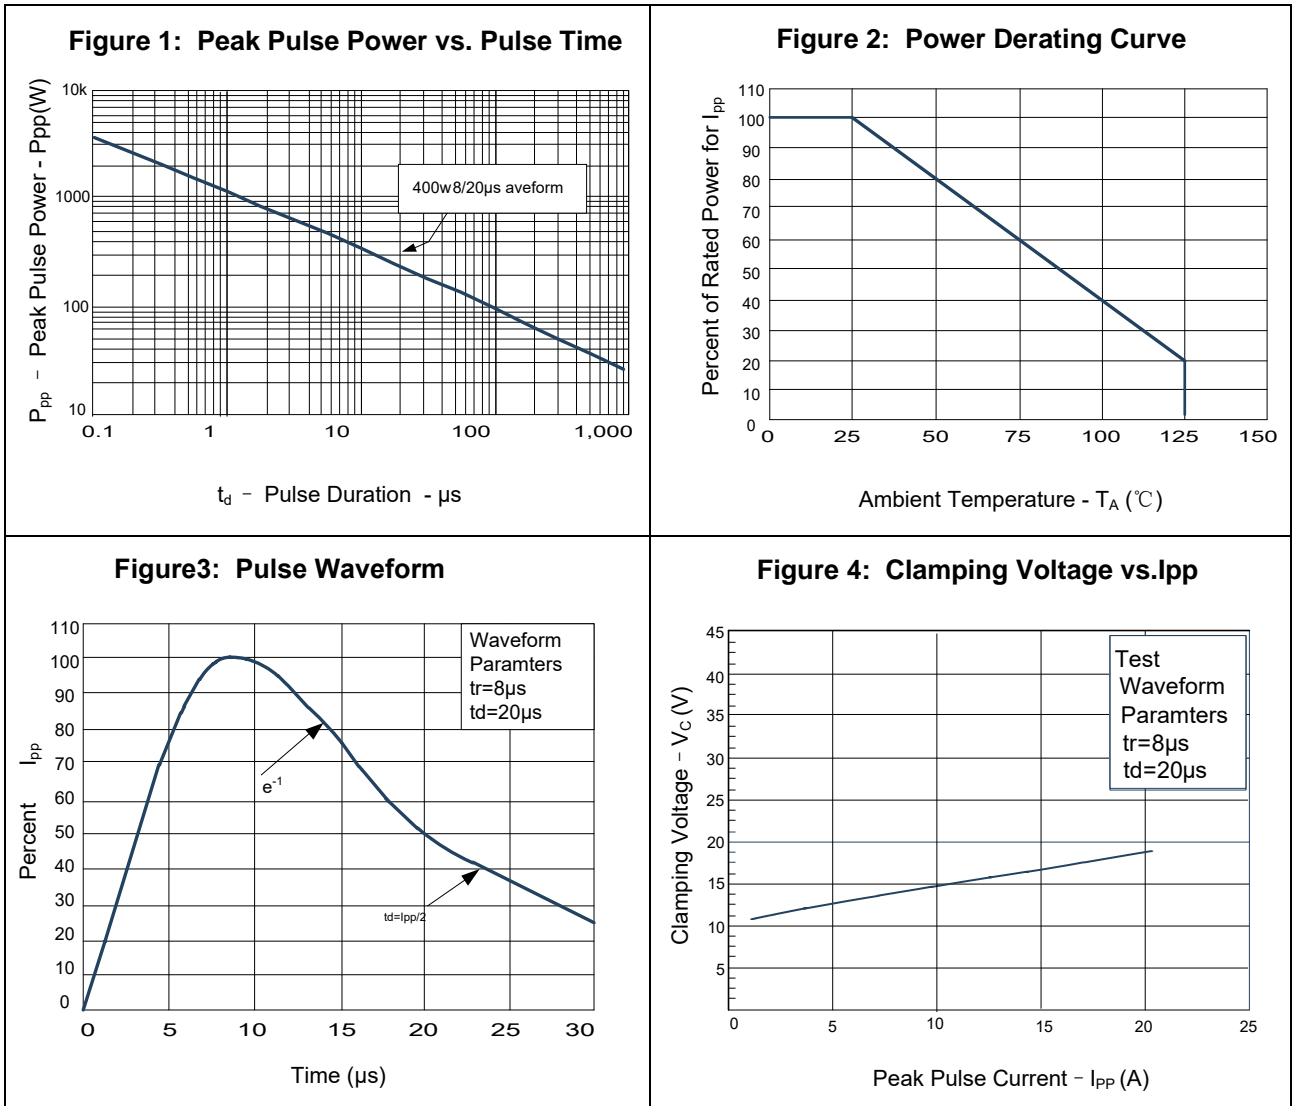 Figure 1: Peak Pulse Power vs. Pulse Time
Ppp – Peak Pulse Power - Ppp(W)
10k
1000
100
10
0.1 1 10 100 1,000
400w8/20µs aveform
td – Pulse Duration - µs
Figure 2: Power Derating Curve
Percent of Rated Power for Ipp
110
100
90
80
70
60
50
40
30
20
10
0
0 25 50 75 100 125 150
Ambient Temperature - TA (℃)
Figure3: Pulse Waveform
Percent Ipp
110
100
90
80
70
60
50
40
30
20
10
0
0 5 10 15 20 25 30
Waveform
Paramters
tr=8µs
td=20µs
e-1
td=Ipp/2
Time (µs)
Figure 4: Clamping Voltage vs.Ipp
Clamping Voltage – VC (V)
45
40
35
30
25
20
15
10
5
0 5 10 15 20 25
Test
Waveform
Paramters
tr=8µs
td=20µs
Peak Pulse Current – IPP (A)